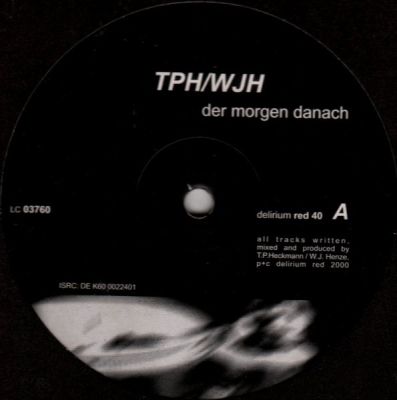 TPH/WJH
der morgen danach
LC 03760
delirium red 40 A
all tracks written,
mixed and produced by
T.P.Heckmann / W.J. Henze,
p+c delirium red 2000
ISRC: DE K60 0022401